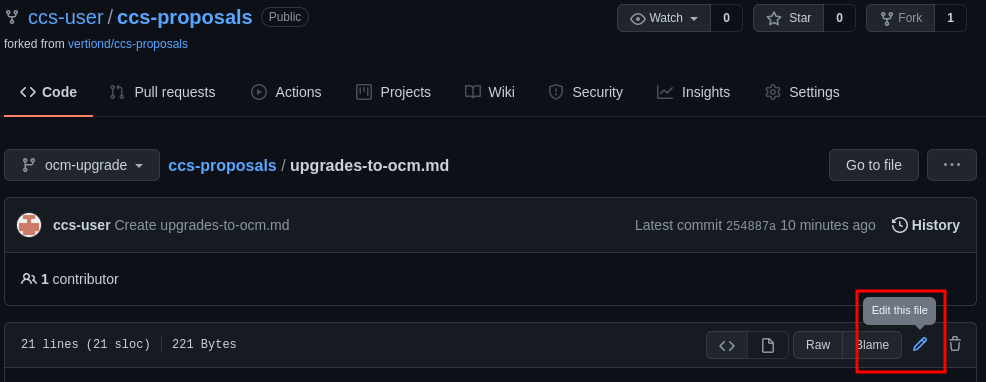 ccs-user / ccs-proposals Public Watch 0 Star 0 Fork 1
forked from vertiond/ccs-proposals
Code Pull requests Actions Projects Wiki Security Insights Settings
ocm-upgrade ccs-proposals / upgrades-to-ocm.md Go to file ...
ccs-user Create upgrades-to-ocm.md Latest commit 254887a 10 minutes ago History
1 contributor
Edit this file
21 lines (21 sloc) 221 Bytes Raw Blame